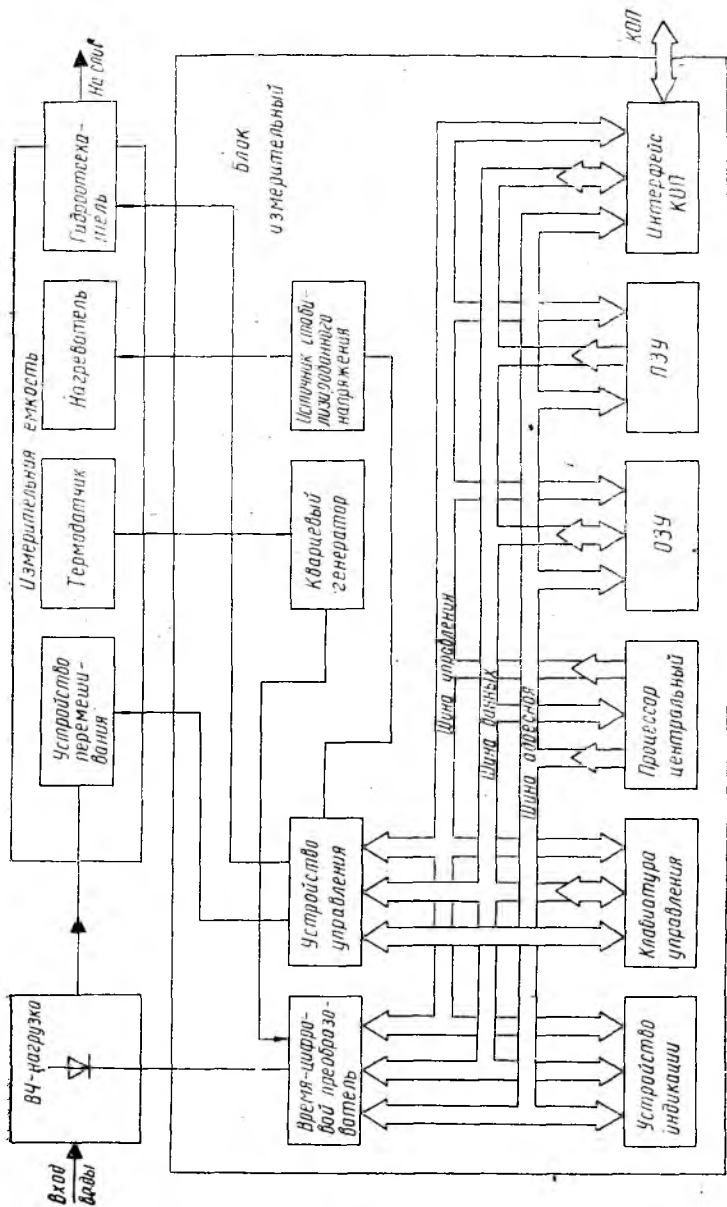 Вход
воды
ВЧ-нагрузка
Измерительния емкость
Устройство
перемеши-
вания
Термодатчик
Нагреватель
Гидроотсека-
тель
На слив
Блок
измерительный
Время-цифро-
вой преобразо-
ватель
Устройство
управления
Кварцевый
генератор
Источник стаби-
лизированного
напряжения
Шина управления
Шина данных
Шина адресная
Устройство
индикации
Клавиатура
управления
Процессор
центральный
ОЗУ
ПЗУ
Интерфейс
КОП
КОП